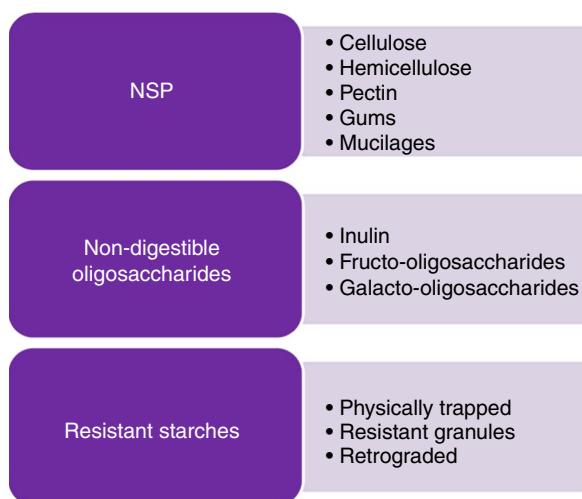 NSP
• Cellulose
• Hemicellulose
• Pectin
• Gums
• Mucilages
Non-digestible
oligosaccharides
• Inulin
• Fructo-oligosaccharides
• Galacto-oligosaccharides
Resistant starches
• Physically trapped
• Resistant granules
• Retrograded